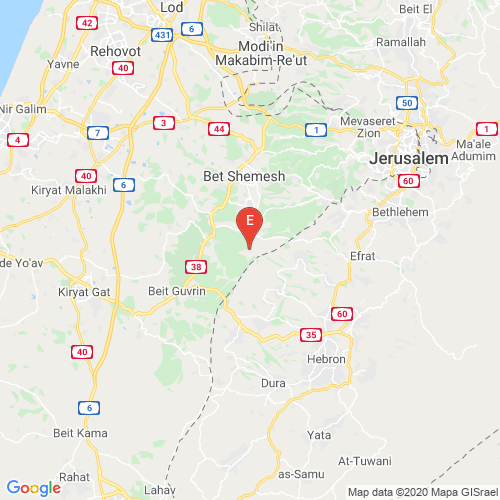 Lod
Shilat
Beit El
42
6
Rehovot
431
Modi'in
Makabim-Re'ut
Ramallah
Yavne
40
Nir Galim
50
Mevaseret
Zion
4
7
3
44
1
1
Ma'ale
Adumim
Jerusalem
40
6
Bet Shemesh
60
Kiryat Malakhi
Bethlehem
E
de Yo'av
38
Efrat
Kiryat Gat
Beit Guvrin
60
35
40
Hebron
Dura
6
Beit Kama
Yata
At-Tuwani
Rahat
as-Samu
Google
Lahav
Map data ©2020 Mapa GISrael